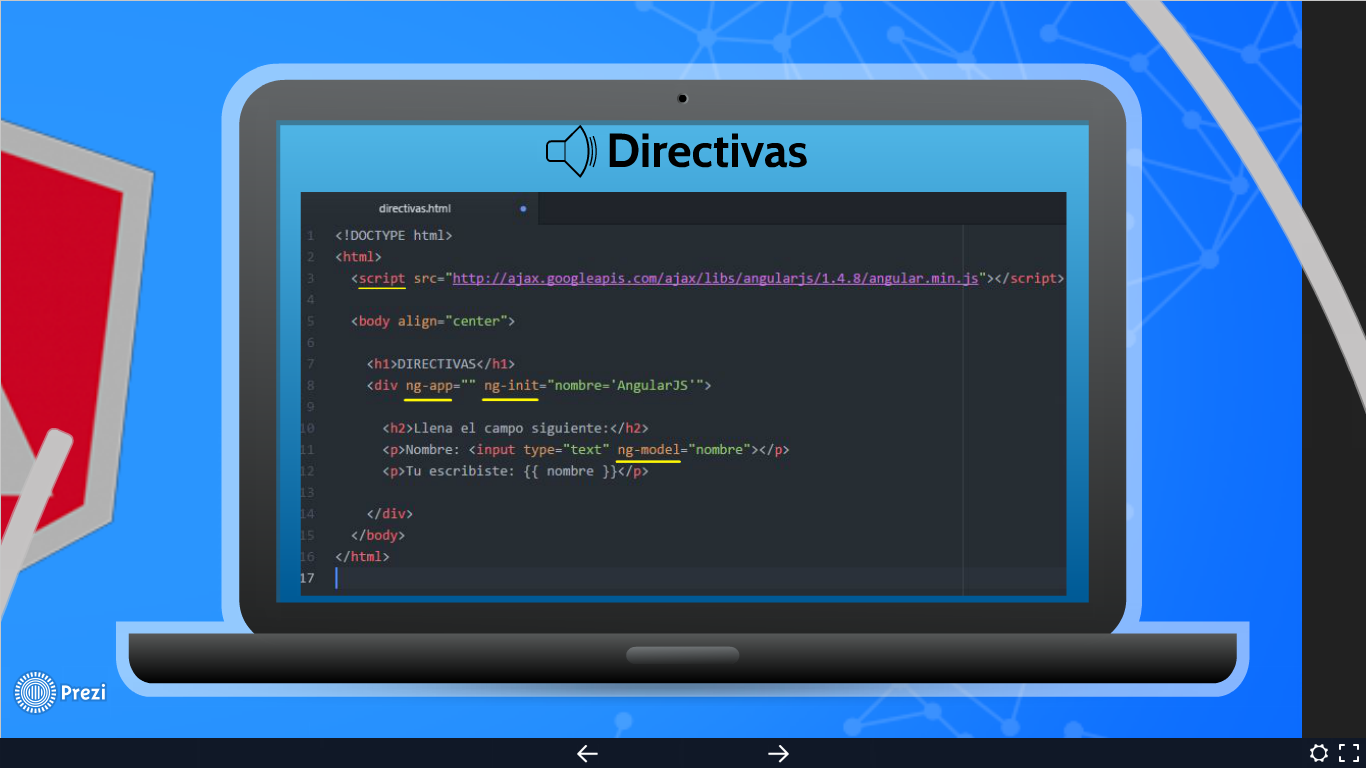 Directivas
directivas.html
1 <!DOCTYPE html>
2 <html>
3 <script src="http://ajax.googleapis.com/ajax/libs/angularjs/1.4.8/angular.min.js"></script>
4
5 <body align="center">
6
7 <h1>DIRECTIVAS</h1>
8 <div ng-app="" ng-init="nombre='AngularJS'">
9
10 <h2>Llena el campo siguiente:</h2>
11 <p>Nombre: <input type="text" ng-model="nombre"></p>
12 <p>Tu escribiste: {{ nombre }}</p>
13
14 </div>
15 </body>
16 </html>
17
Prezi